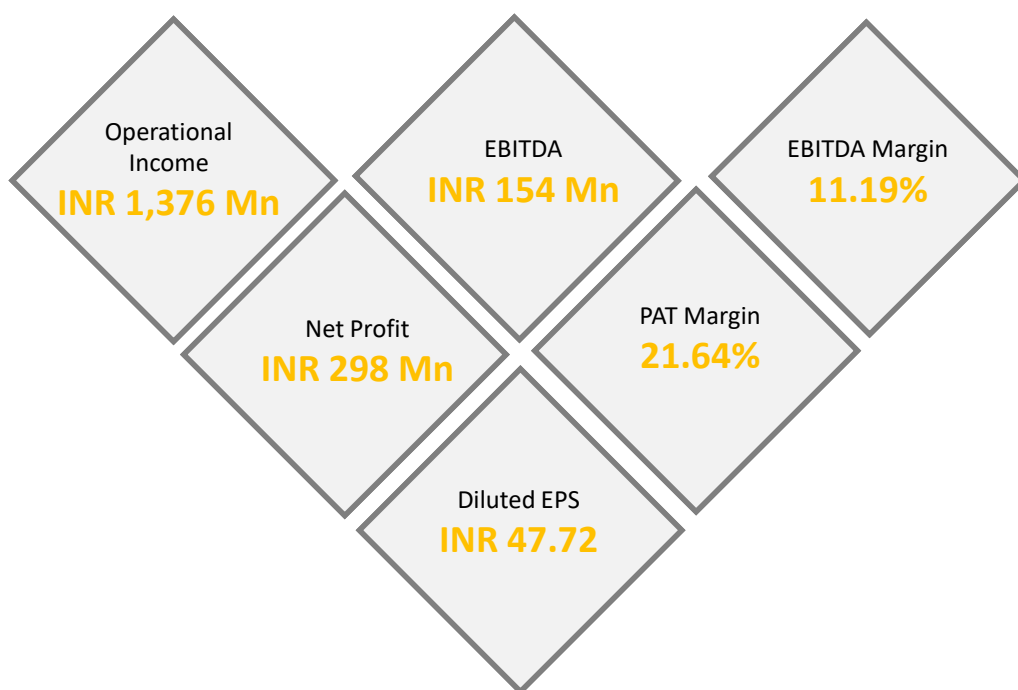 Operational
Income
INR 1,376 Mn
EBITDA
INR 154 Mn
EBITDA Margin
11.19%
Net Profit
INR 298 Mn
PAT Margin
21.64%
Diluted EPS
INR 47.72